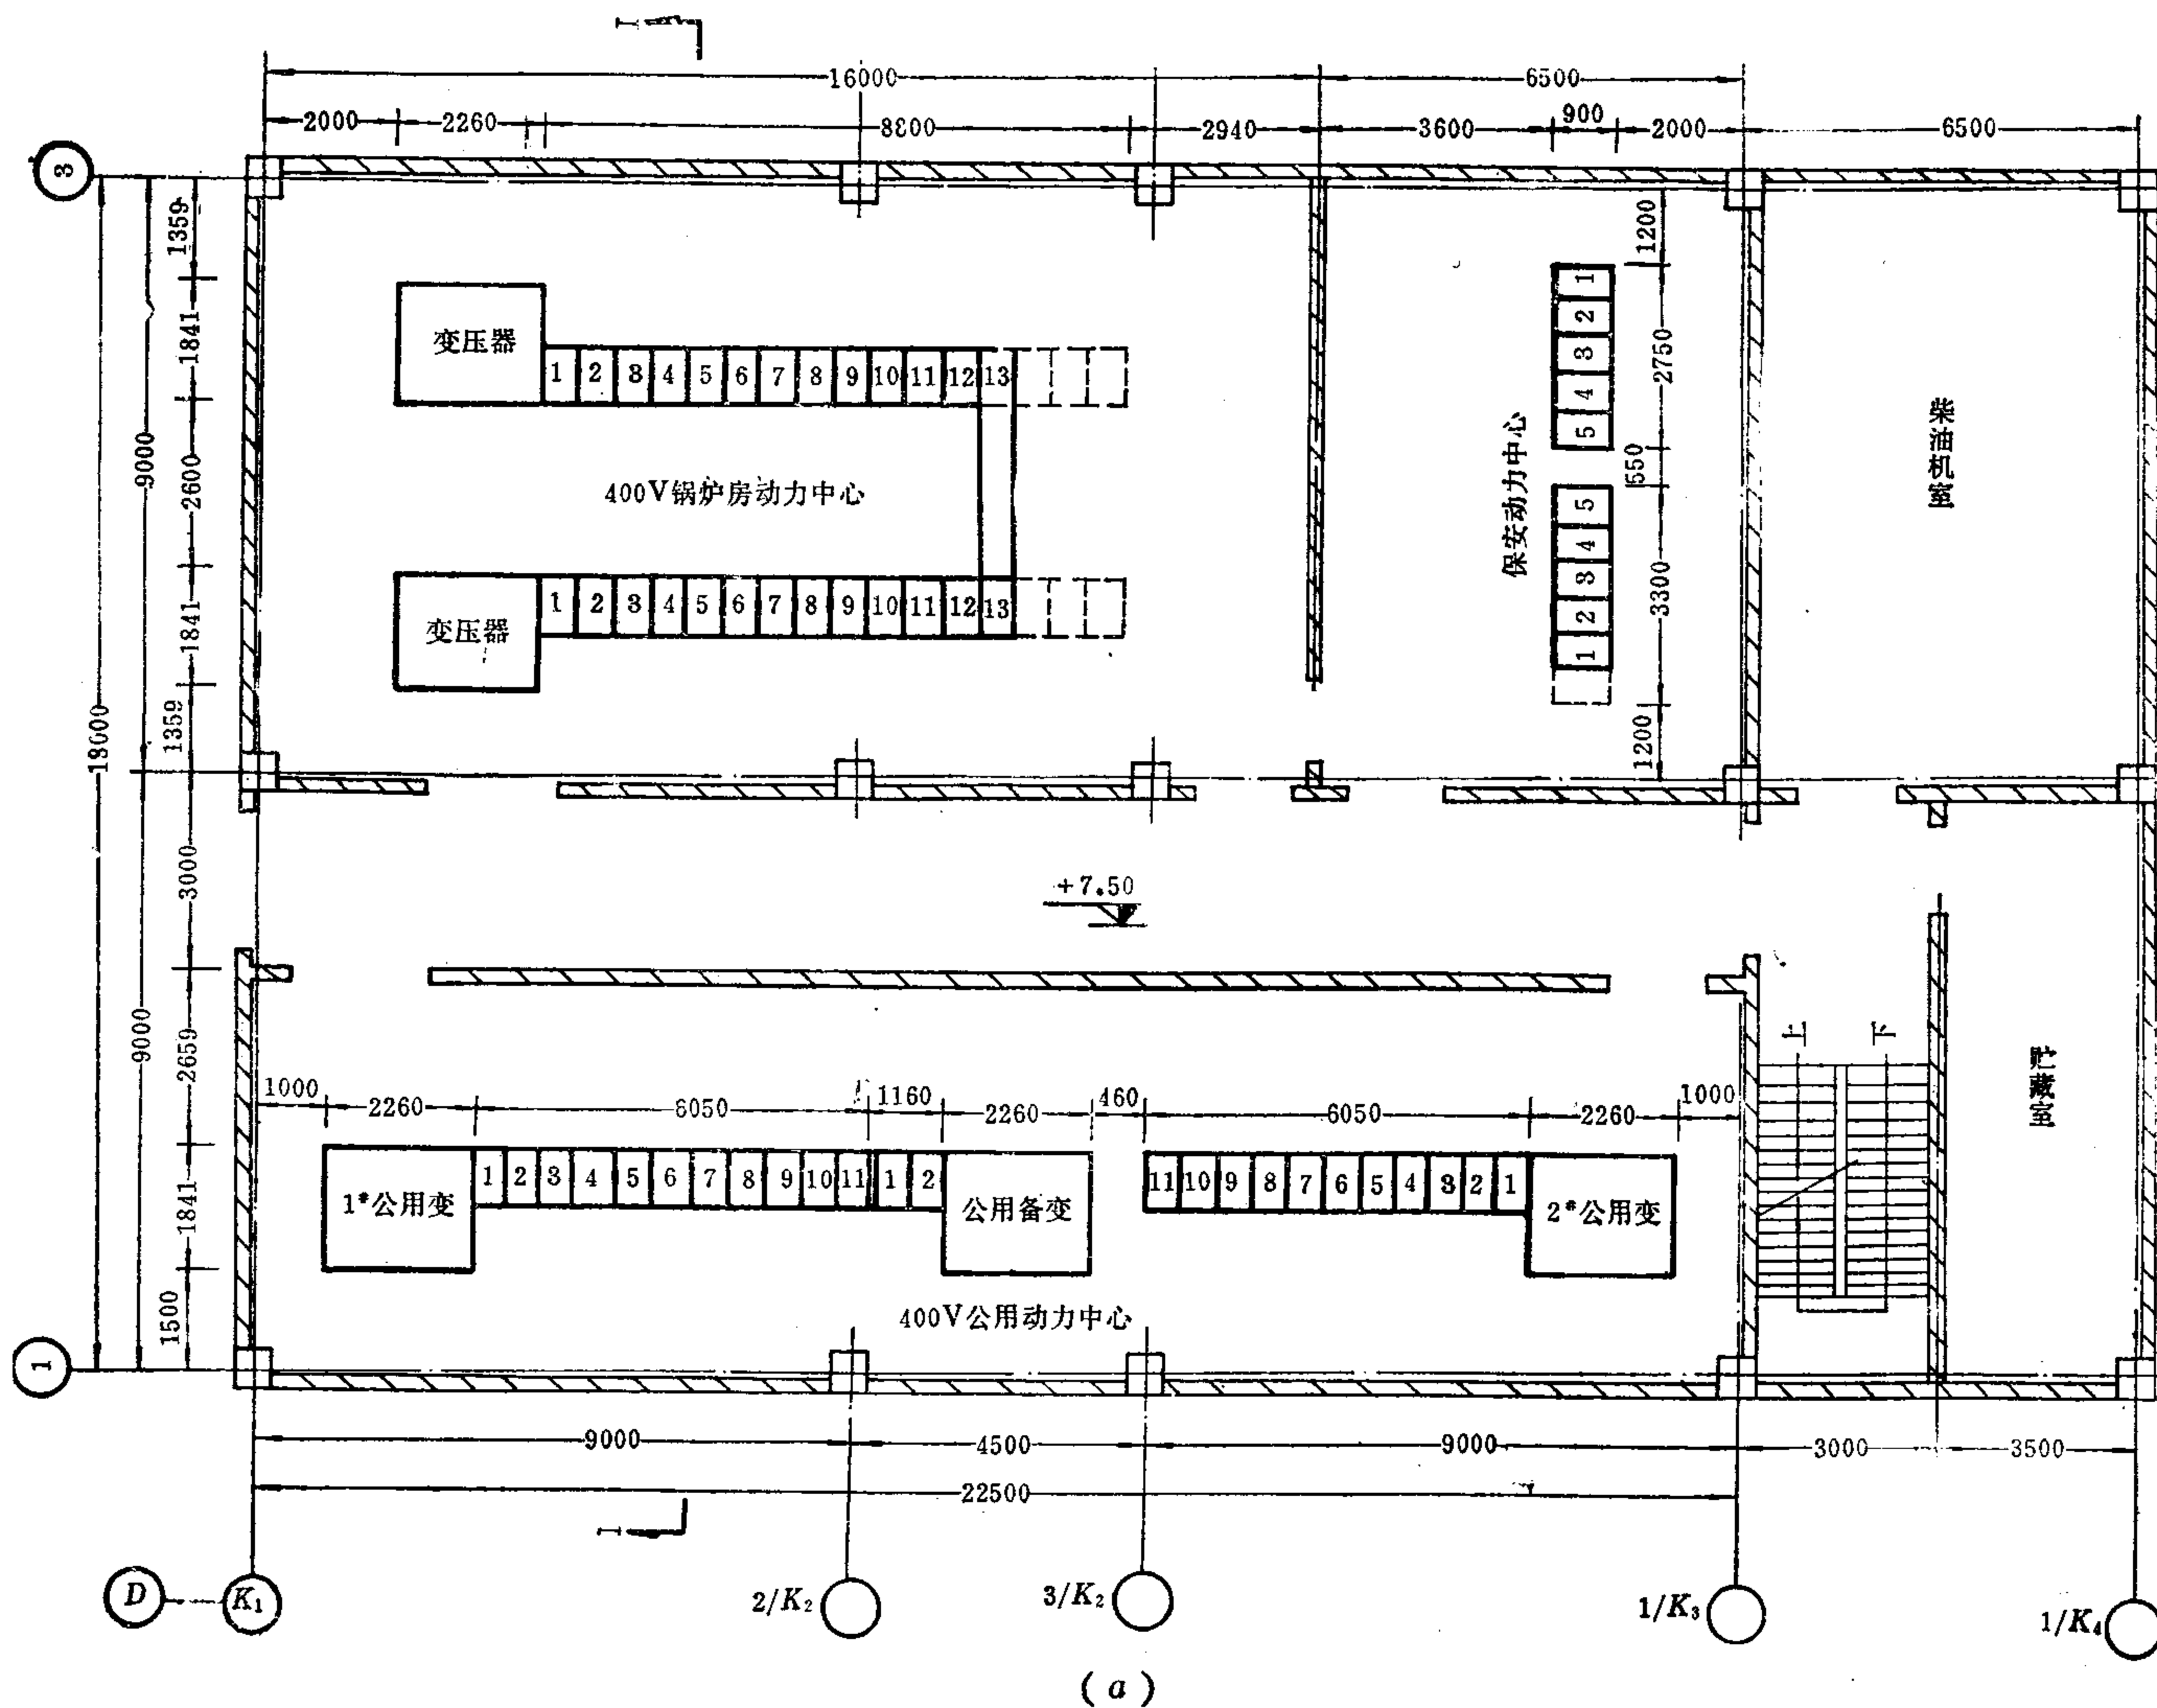 I
16000
6500
2000
2260
8800
2940
3600
900
2000
6500
3
1359
1841
2600
1841
1359
9000
18000
3000
9000
2659
1841
1500
变压器
1 2 3 4 5 6 7 8 9 10 11 12 13
400V锅炉房动力中心
变压器
1 2 3 4 5 6 7 8 9 10 11 12 13
保安动力中心
1 2 3 4 5
5 4 3 2 1
1200
2750
550
3300
1200
柴油机室
+7.50
上
下
贮藏室
1000
2260
6050
1160
2260
460
6050
2260
1000
1#公用变
1 2 3 4 5 6 7 8 9 10 11
1 2
公用备变
11 10 9 8 7 6 5 4 3 2 1
2#公用变
400V公用动力中心
1
9000
4500
9000
3000
3500
22500
I
D
K₁
2/K₂
3/K₂
1/K₃
1/K₄
(a)